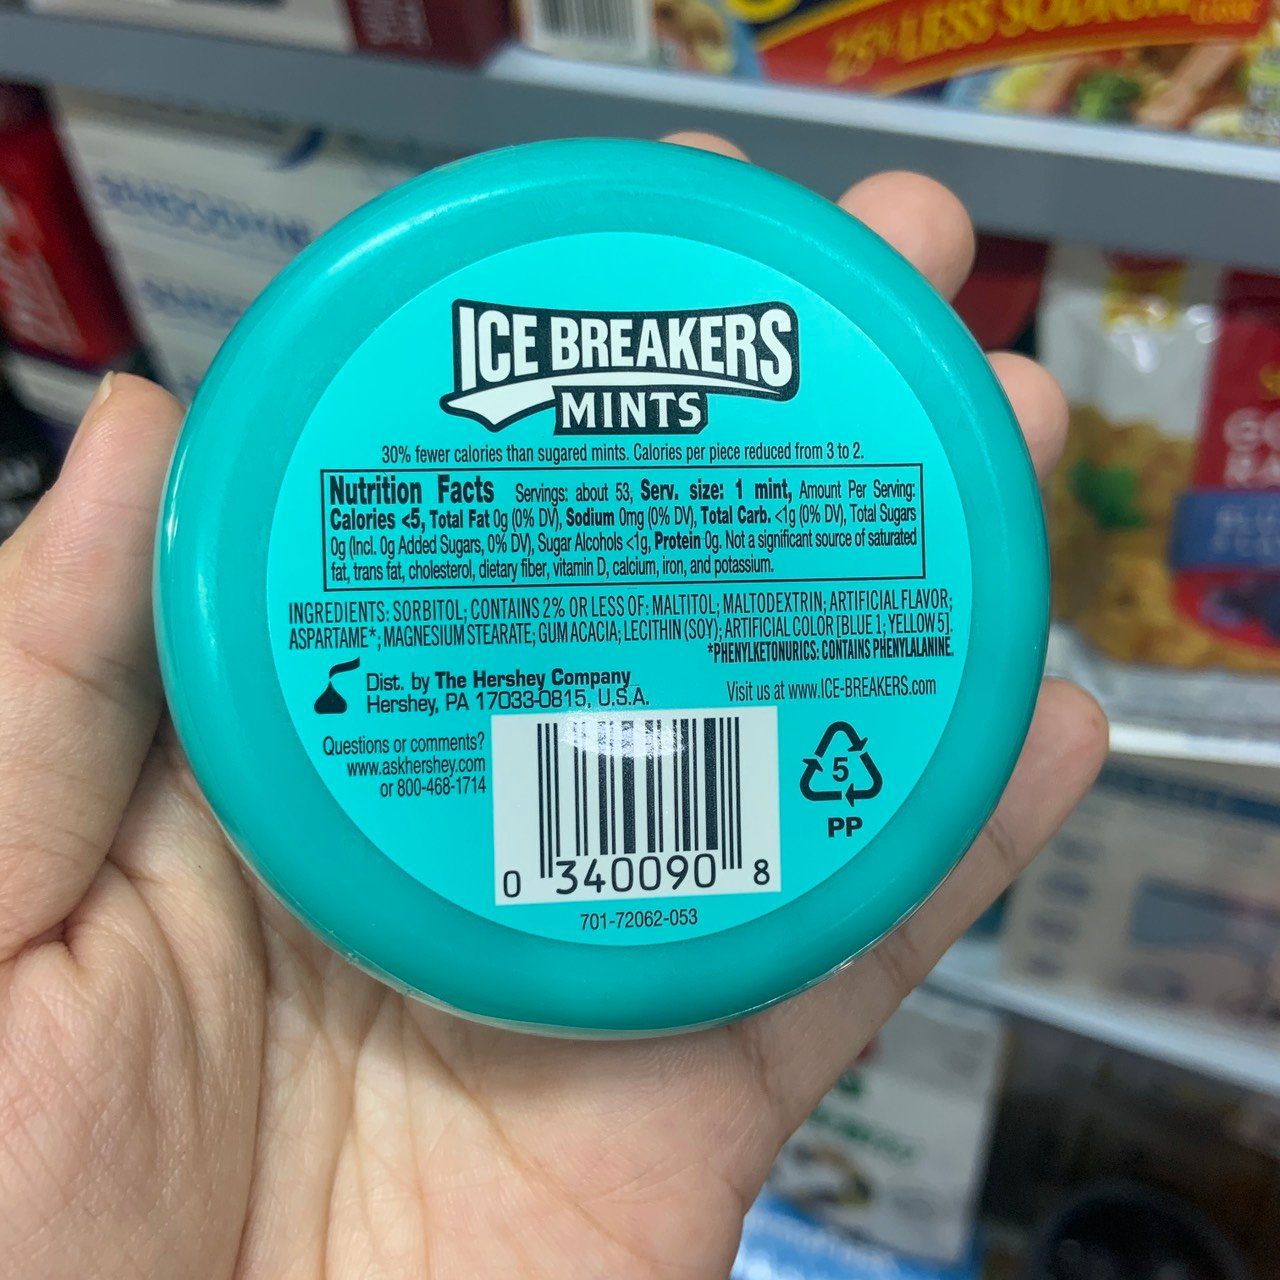 25% LESS SODIUM
SENSODYNE
ICE BREAKERS
MINTS
30% fewer calories than sugared mints. Calories per piece reduced from 3 to 2.
Nutrition Facts Servings: about 53, Serv. size: 1 mint, Amount Per Serving:
Calories <5, Total Fat 0g (0% DV), Sodium 0mg (0% DV), Total Carb. <1g (0% DV), Total Sugars
0g (Incl. 0g Added Sugars, 0% DV), Sugar Alcohols <1g, Protein 0g. Not a significant source of saturated
fat, trans fat, cholesterol, dietary fiber, vitamin D, calcium, iron, and potassium.
INGREDIENTS: SORBITOL; CONTAINS 2% OR LESS OF: MALTITOL; MALTODEXTRIN; ARTIFICIAL FLAVOR;
ASPARTAME*; MAGNESIUM STEARATE; GUM ACACIA; LECITHIN (SOY); ARTIFICIAL COLOR [BLUE 1; YELLOW 5].
*PHENYLKETONURICS: CONTAINS PHENYLALANINE.
Dist. by The Hershey Company
Hershey, PA 17033-0815, U.S.A.
Visit us at www.ICE-BREAKERS.com
Questions or comments?
www.askhershey.com
or 800-468-1714
5
PP
0 340090 8
701-72062-053